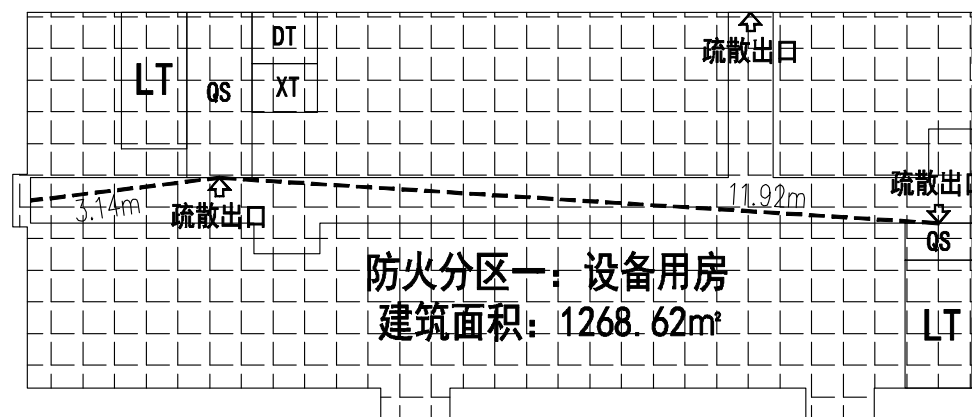 DT
疏散出口
LT
QS
XT
疏散出口
3.14m
疏散出口
11.92m
QS
防火分区一：设备用房
建筑面积：1268.62m²
LT